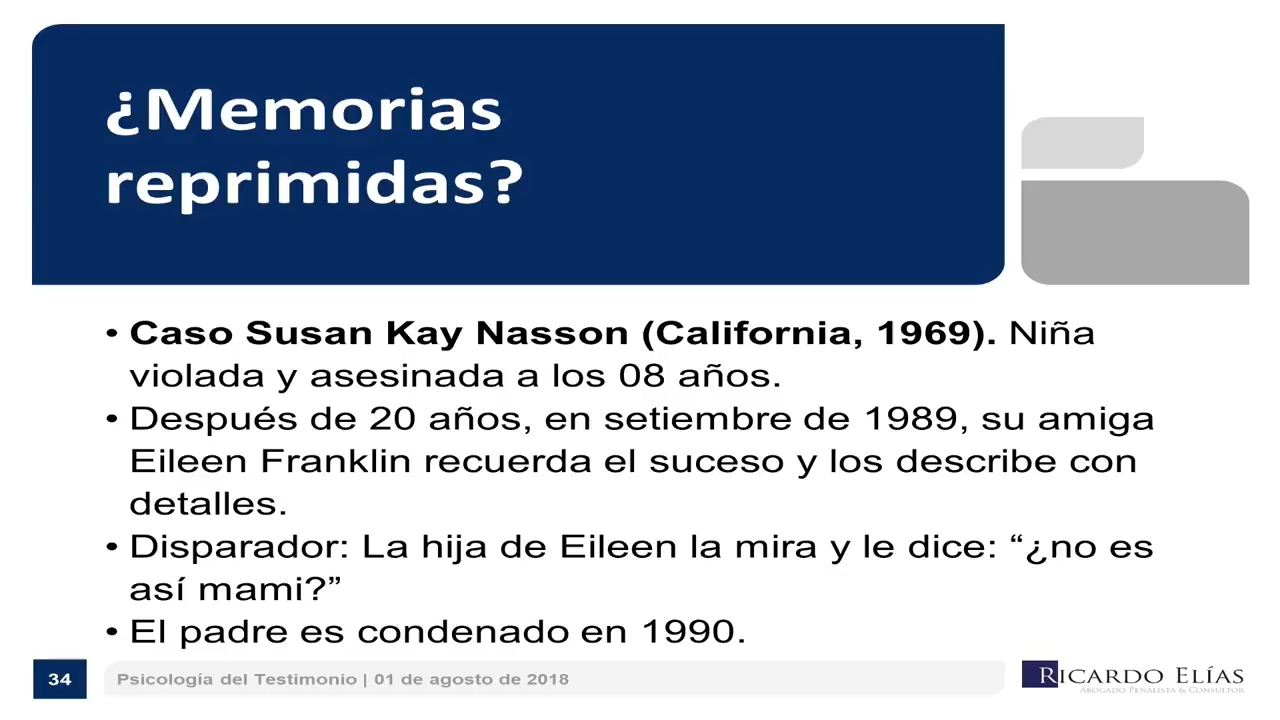 ¿Memorias
reprimidas?
• Caso Susan Kay Nasson (California, 1969). Niña
violada y asesinada a los 08 años.
• Después de 20 años, en setiembre de 1989, su amiga
Eileen Franklin recuerda el suceso y los describe con
detalles.
• Disparador: La hija de Eileen la mira y le dice: “¿no es
así mami?”
• El padre es condenado en 1990.
34
Psicología del Testimonio | 01 de agosto de 2018
RICARDO ELÍAS
ABOGADO PENALISTA & CONSULTOR